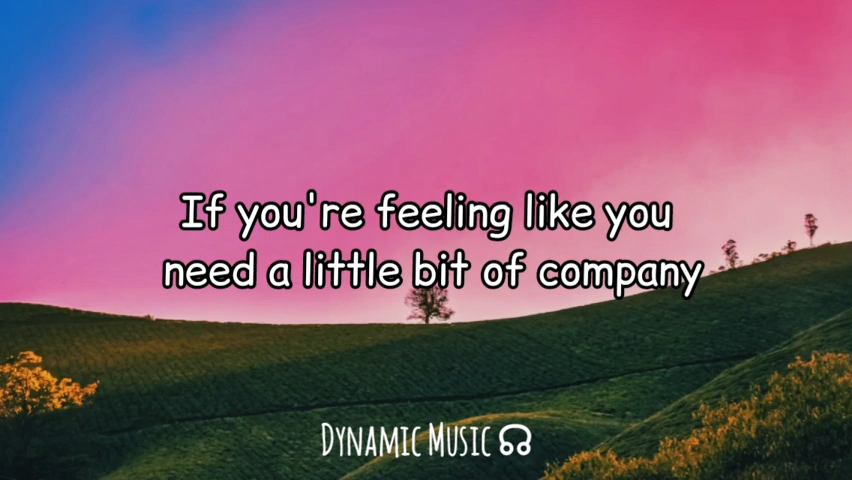 If you're feeling like you
need a little bit of company
Dynamic Music